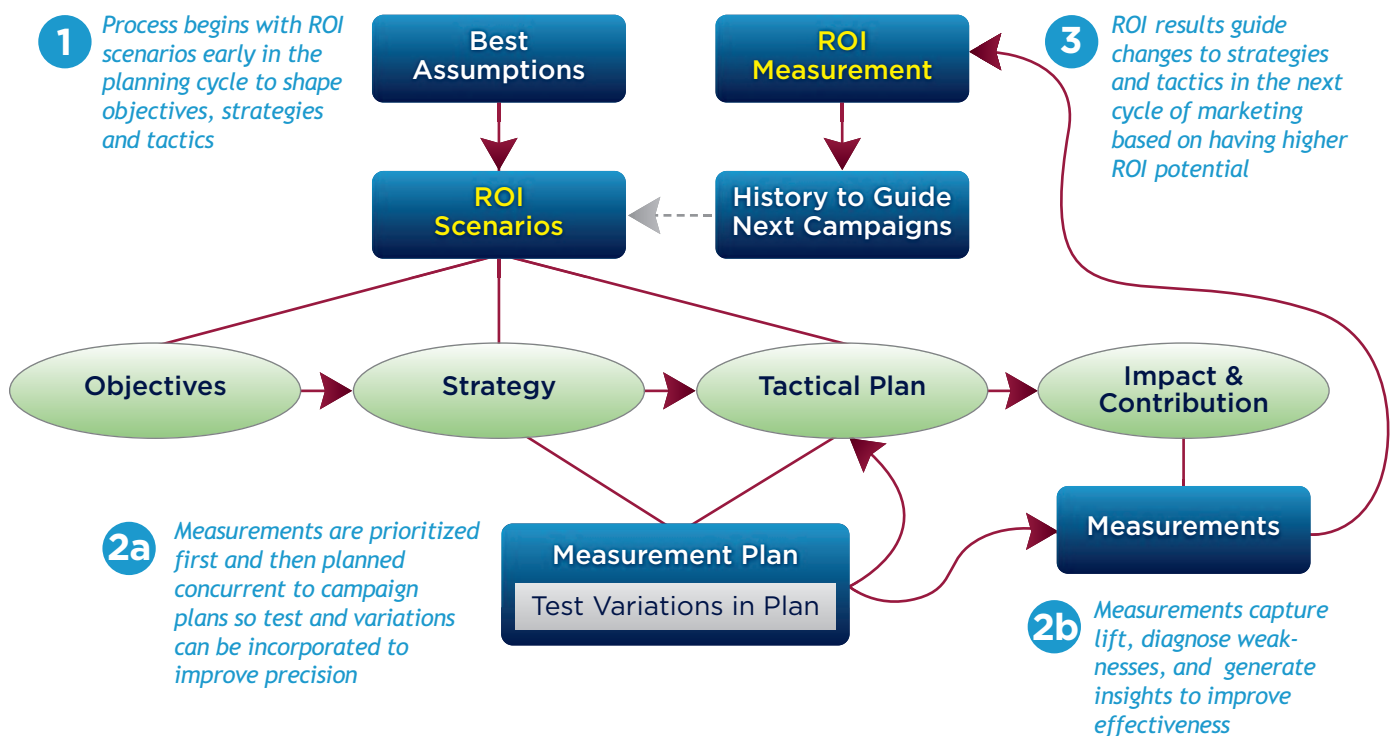 1
Process begins with ROI
scenarios early in the
planning cycle to shape
objectives, strategies
and tactics
Best
Assumptions
ROI
Measurement
3
ROI results guide
changes to strategies
and tactics in the next
cycle of marketing
based on having higher
ROI potential
ROI
Scenarios
History to Guide
Next Campaigns
Objectives
Strategy
Tactical Plan
Impact &
Contribution
2a
Measurements are prioritized
first and then planned
concurrent to campaign
plans so test and variations
can be incorporated to
improve precision
Measurement Plan
Test Variations in Plan
Measurements
2b
Measurements capture
lift, diagnose weak-
nesses, and generate
insights to improve
effectiveness